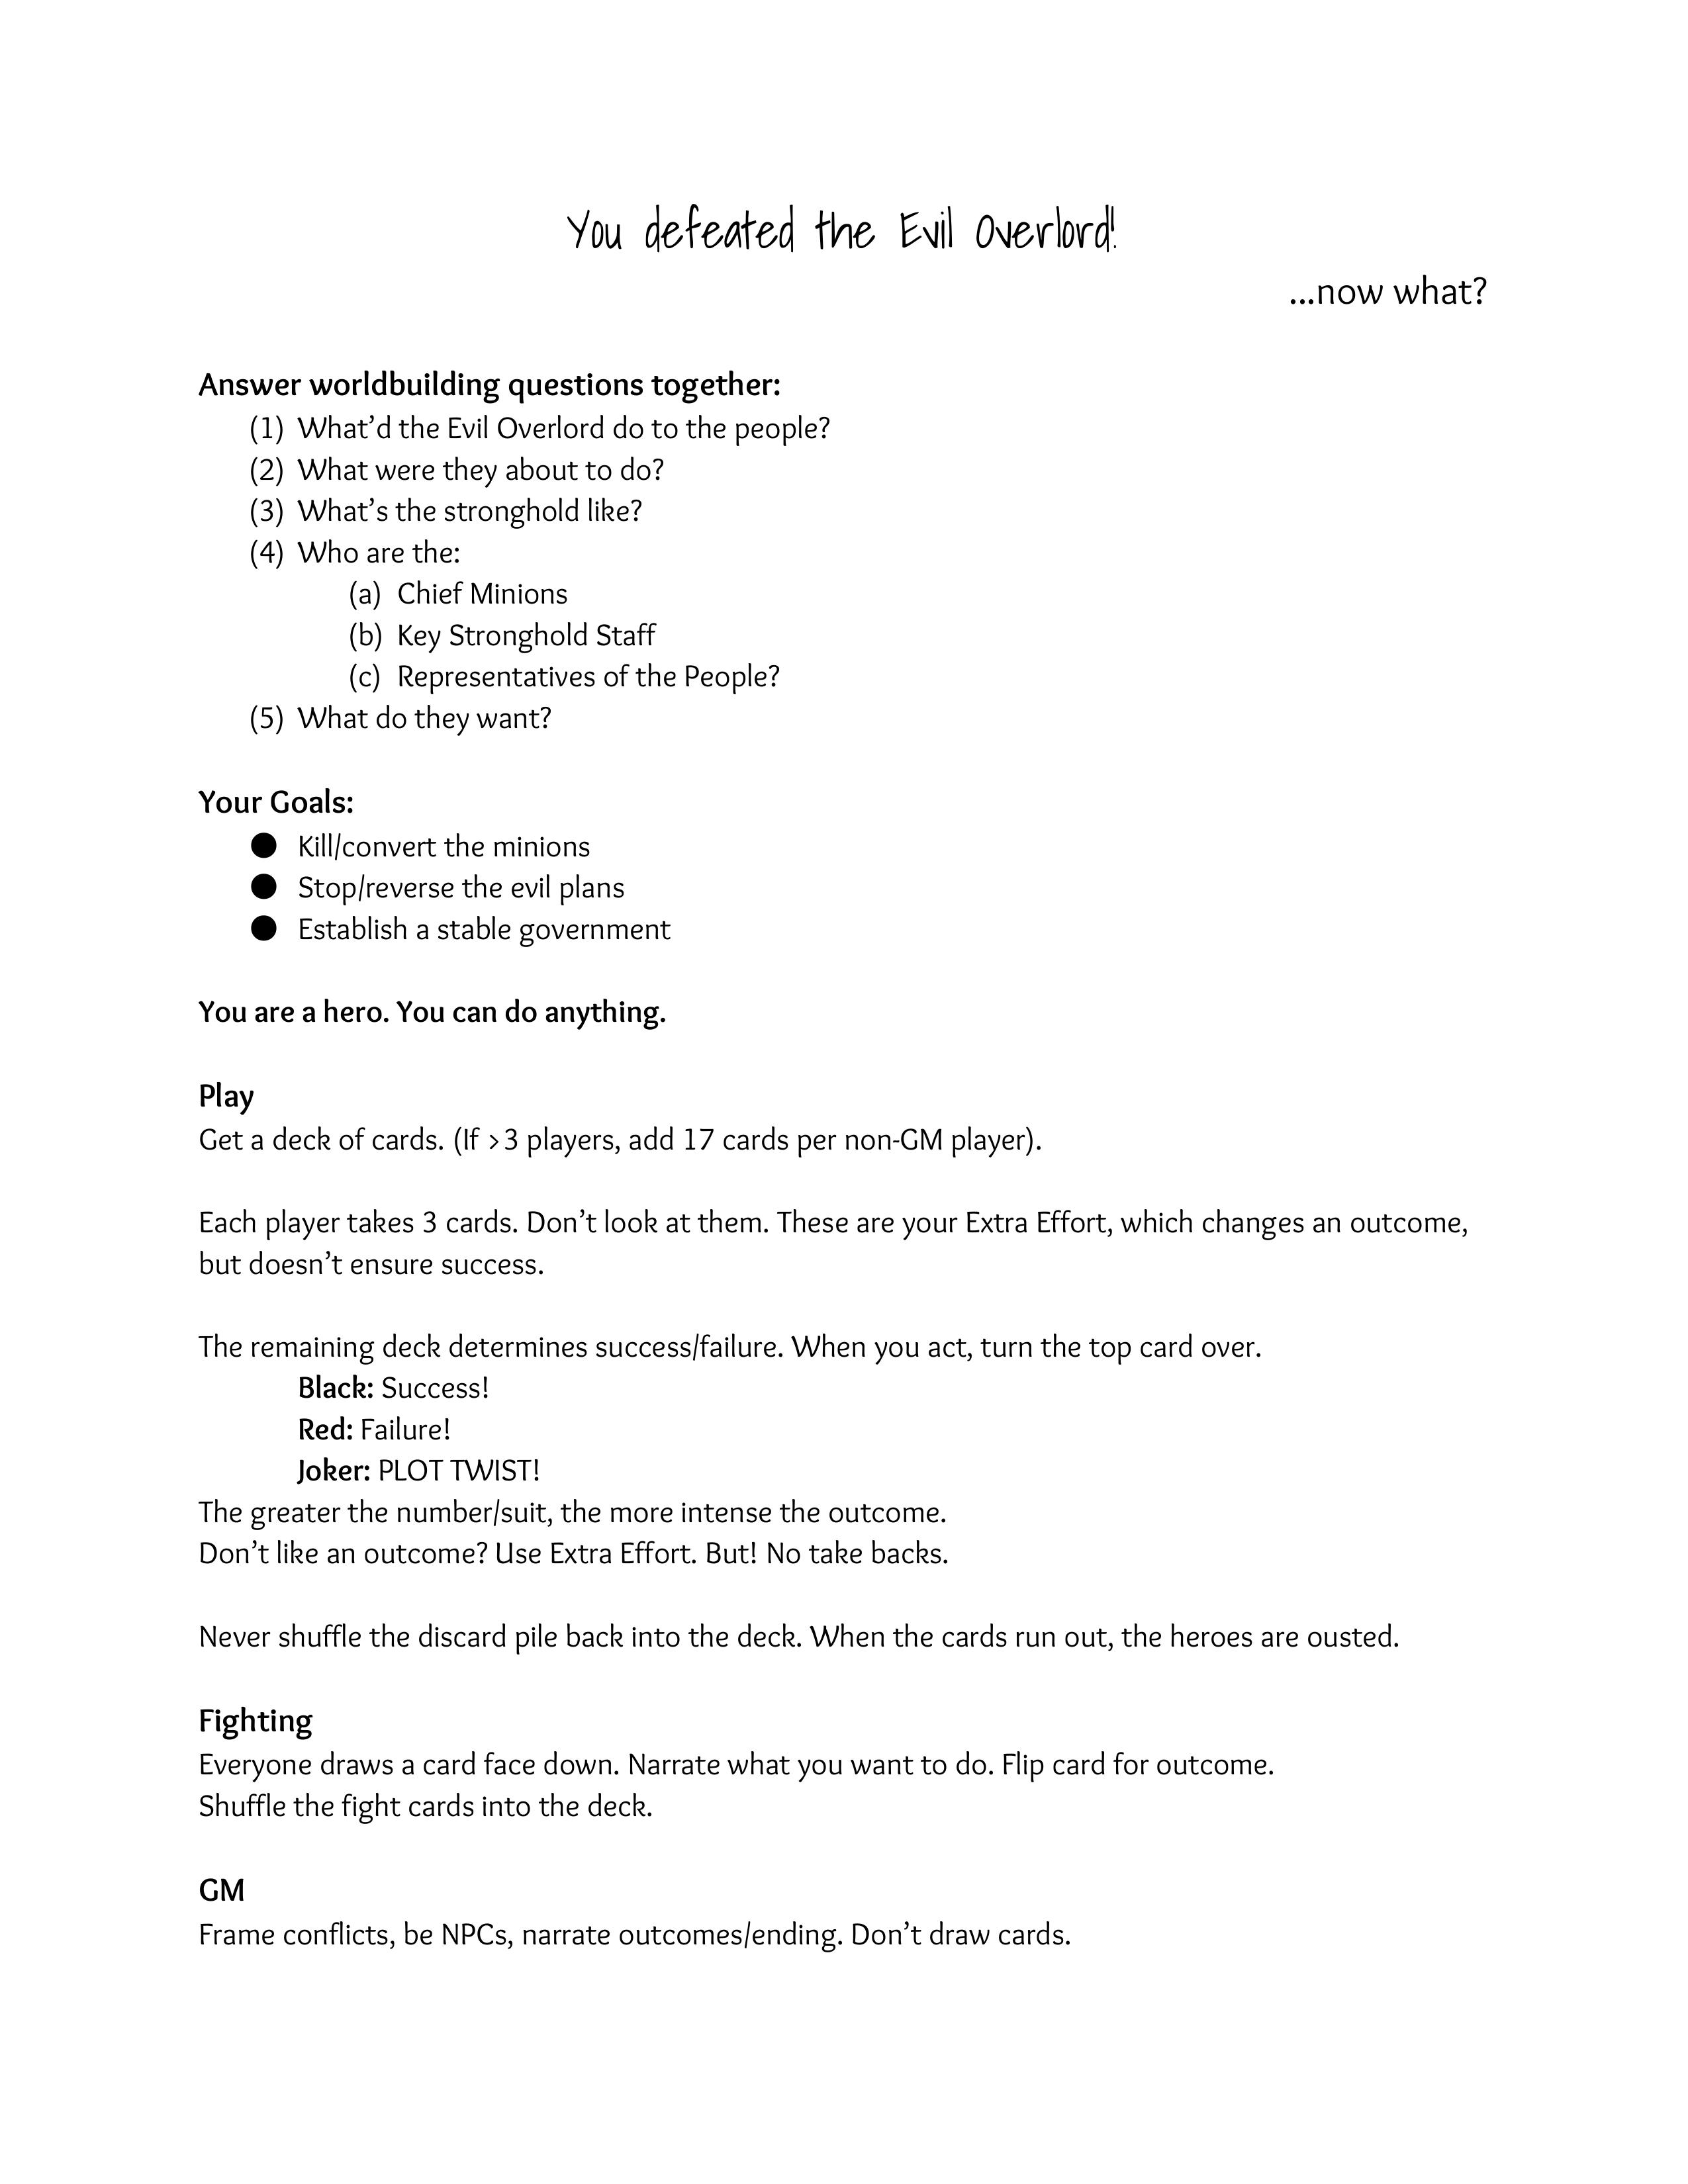 You defeated the Evil Overlord!
...now what?
Answer worldbuilding questions together:
(1) What’d the Evil Overlord do to the people?
(2) What were they about to do?
(3) What’s the stronghold like?
(4) Who are the:
(a) Chief Minions
(b) Key Stronghold Staff
(c) Representatives of the People?
(5) What do they want?
Your Goals:
● Kill/convert the minions
● Stop/reverse the evil plans
● Establish a stable government
You are a hero. You can do anything.
Play
Get a deck of cards. (If >3 players, add 17 cards per non-GM player).
Each player takes 3 cards. Don’t look at them. These are your Extra Effort, which changes an outcome,
but doesn’t ensure success.
The remaining deck determines success/failure. When you act, turn the top card over.
Black: Success!
Red: Failure!
Joker: PLOT TWIST!
The greater the number/suit, the more intense the outcome.
Don’t like an outcome? Use Extra Effort. But! No take backs.
Never shuffle the discard pile back into the deck. When the cards run out, the heroes are ousted.
Fighting
Everyone draws a card face down. Narrate what you want to do. Flip card for outcome.
Shuffle the fight cards into the deck.
GM
Frame conflicts, be NPCs, narrate outcomes/ending. Don’t draw cards.